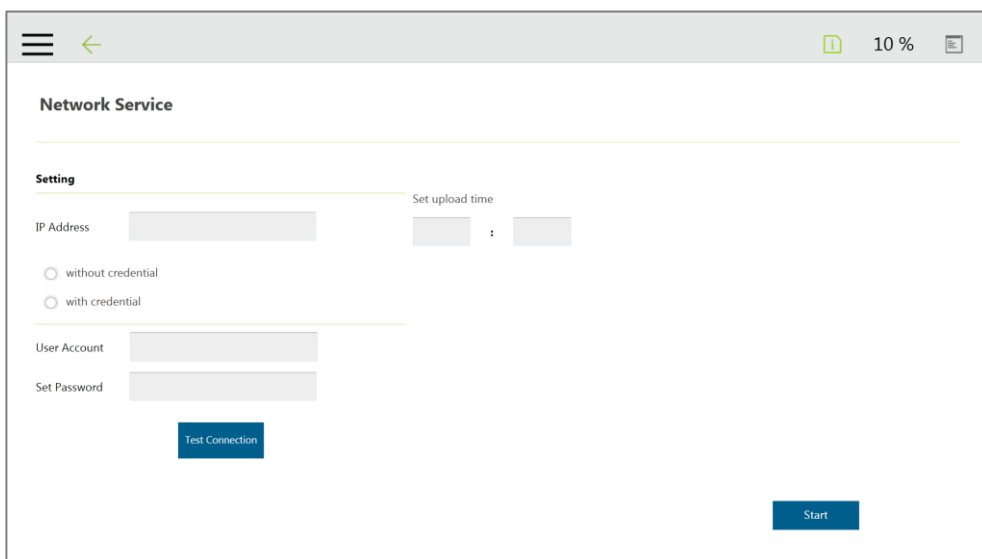 10 %
Network Service
Setting
Set upload time
IP Address
:
without credential
with credential
User Account
Set Password
Test Connection
Start